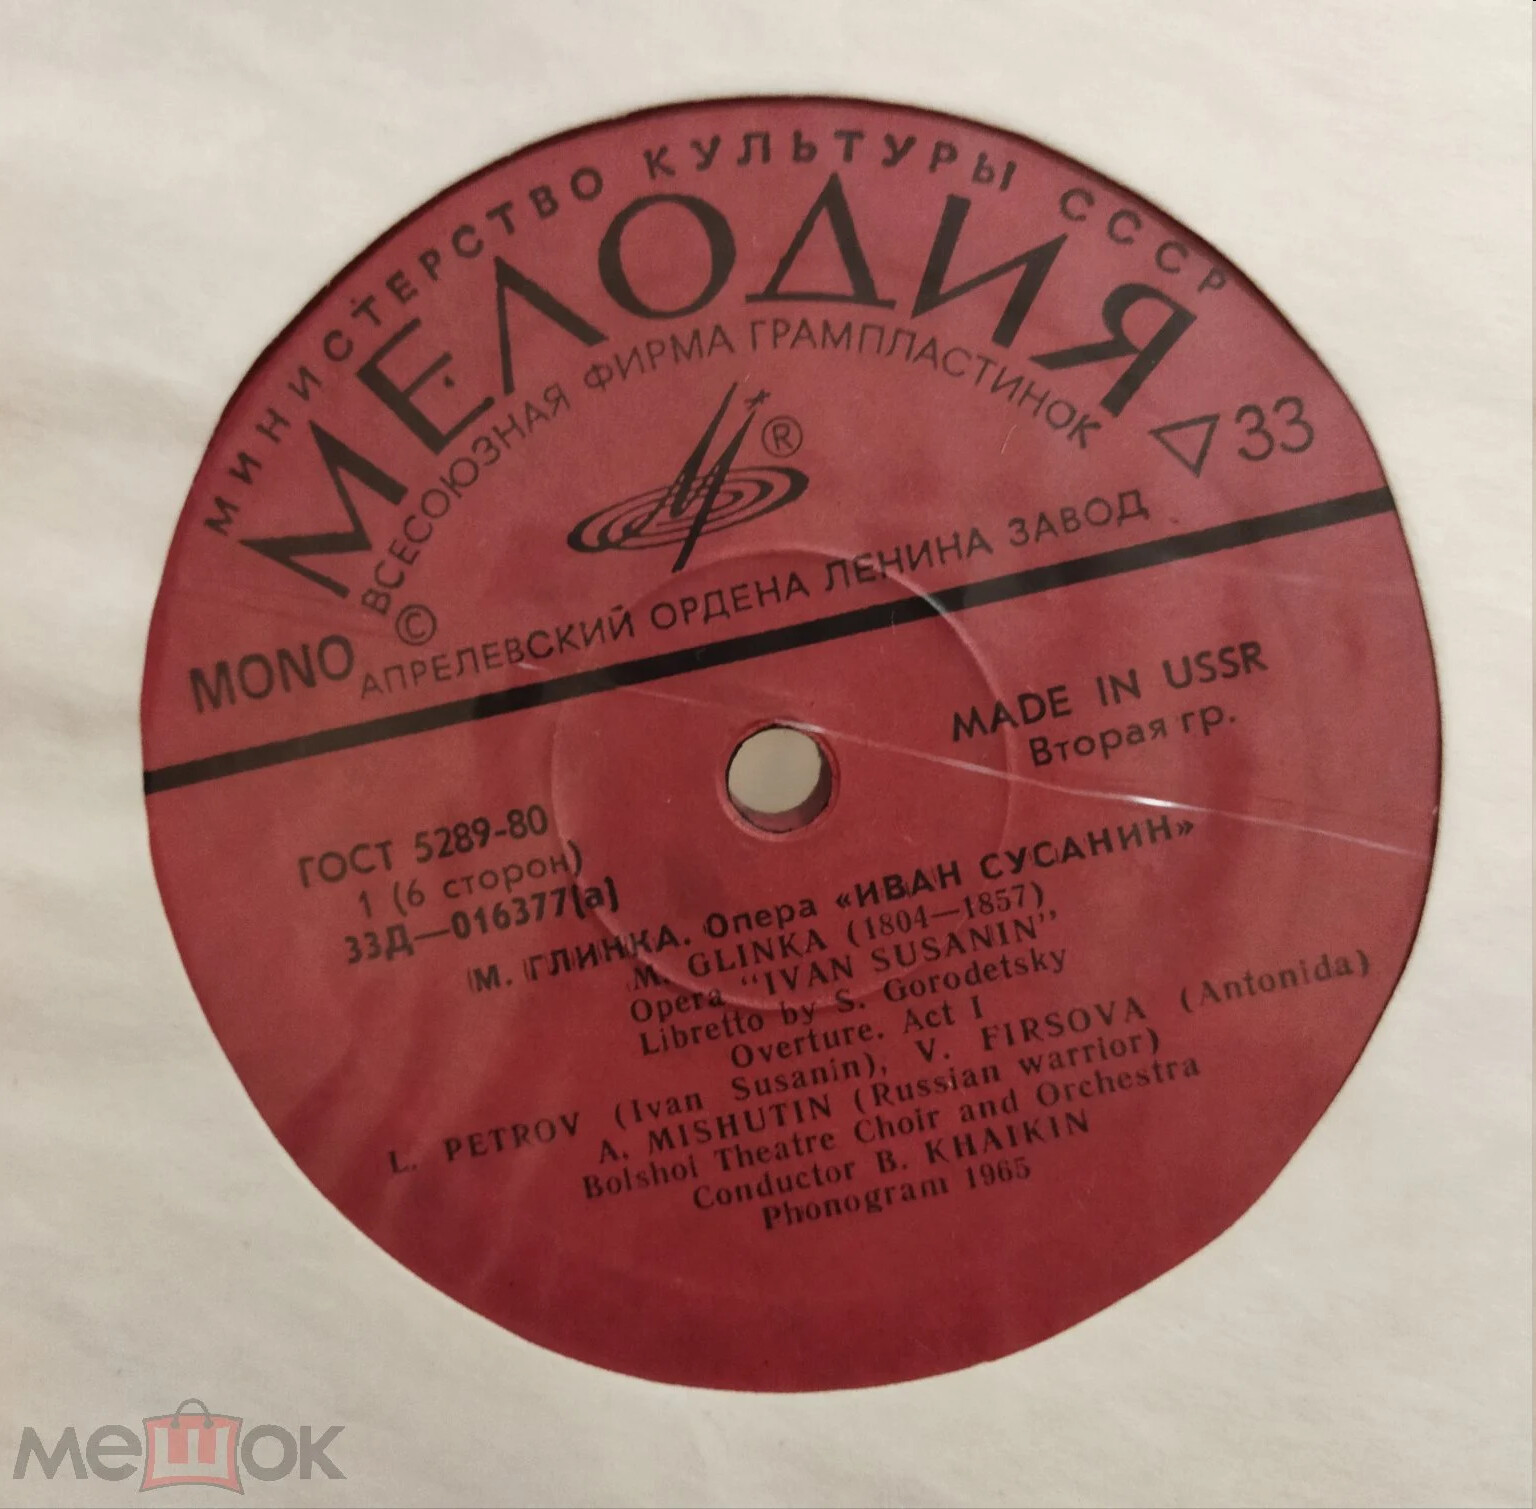 МИНИСТЕРСТВО КУЛЬТУРЫ СССР
МЕЛОДИЯ
ВСЕСОЮЗНАЯ ФИРМА ГРАМПЛАСТИНОК
®
33
MONO
©
АПРЕЛЕВСКИЙ ОРДЕНА ЛЕНИНА ЗАВОД
MADE IN USSR
Вторая гр.
ГОСТ 5289-80
1 (6 сторон)
33Д—016377(а)
М. ГЛИНКА. Опера «ИВАН СУСАНИН»
M. GLINKA (1804—1857)
Opera "IVAN SUSANIN"
Libretto by S. Gorodetsky
Overture. Act I
L. PETROV (Ivan Susanin), V. FIRSOVA (Antonida)
A. MISHUTIN (Russian warrior)
Bolshoi Theatre Choir and Orchestra
Conductor B. KHAIKIN
Phonogram 1965
мешок